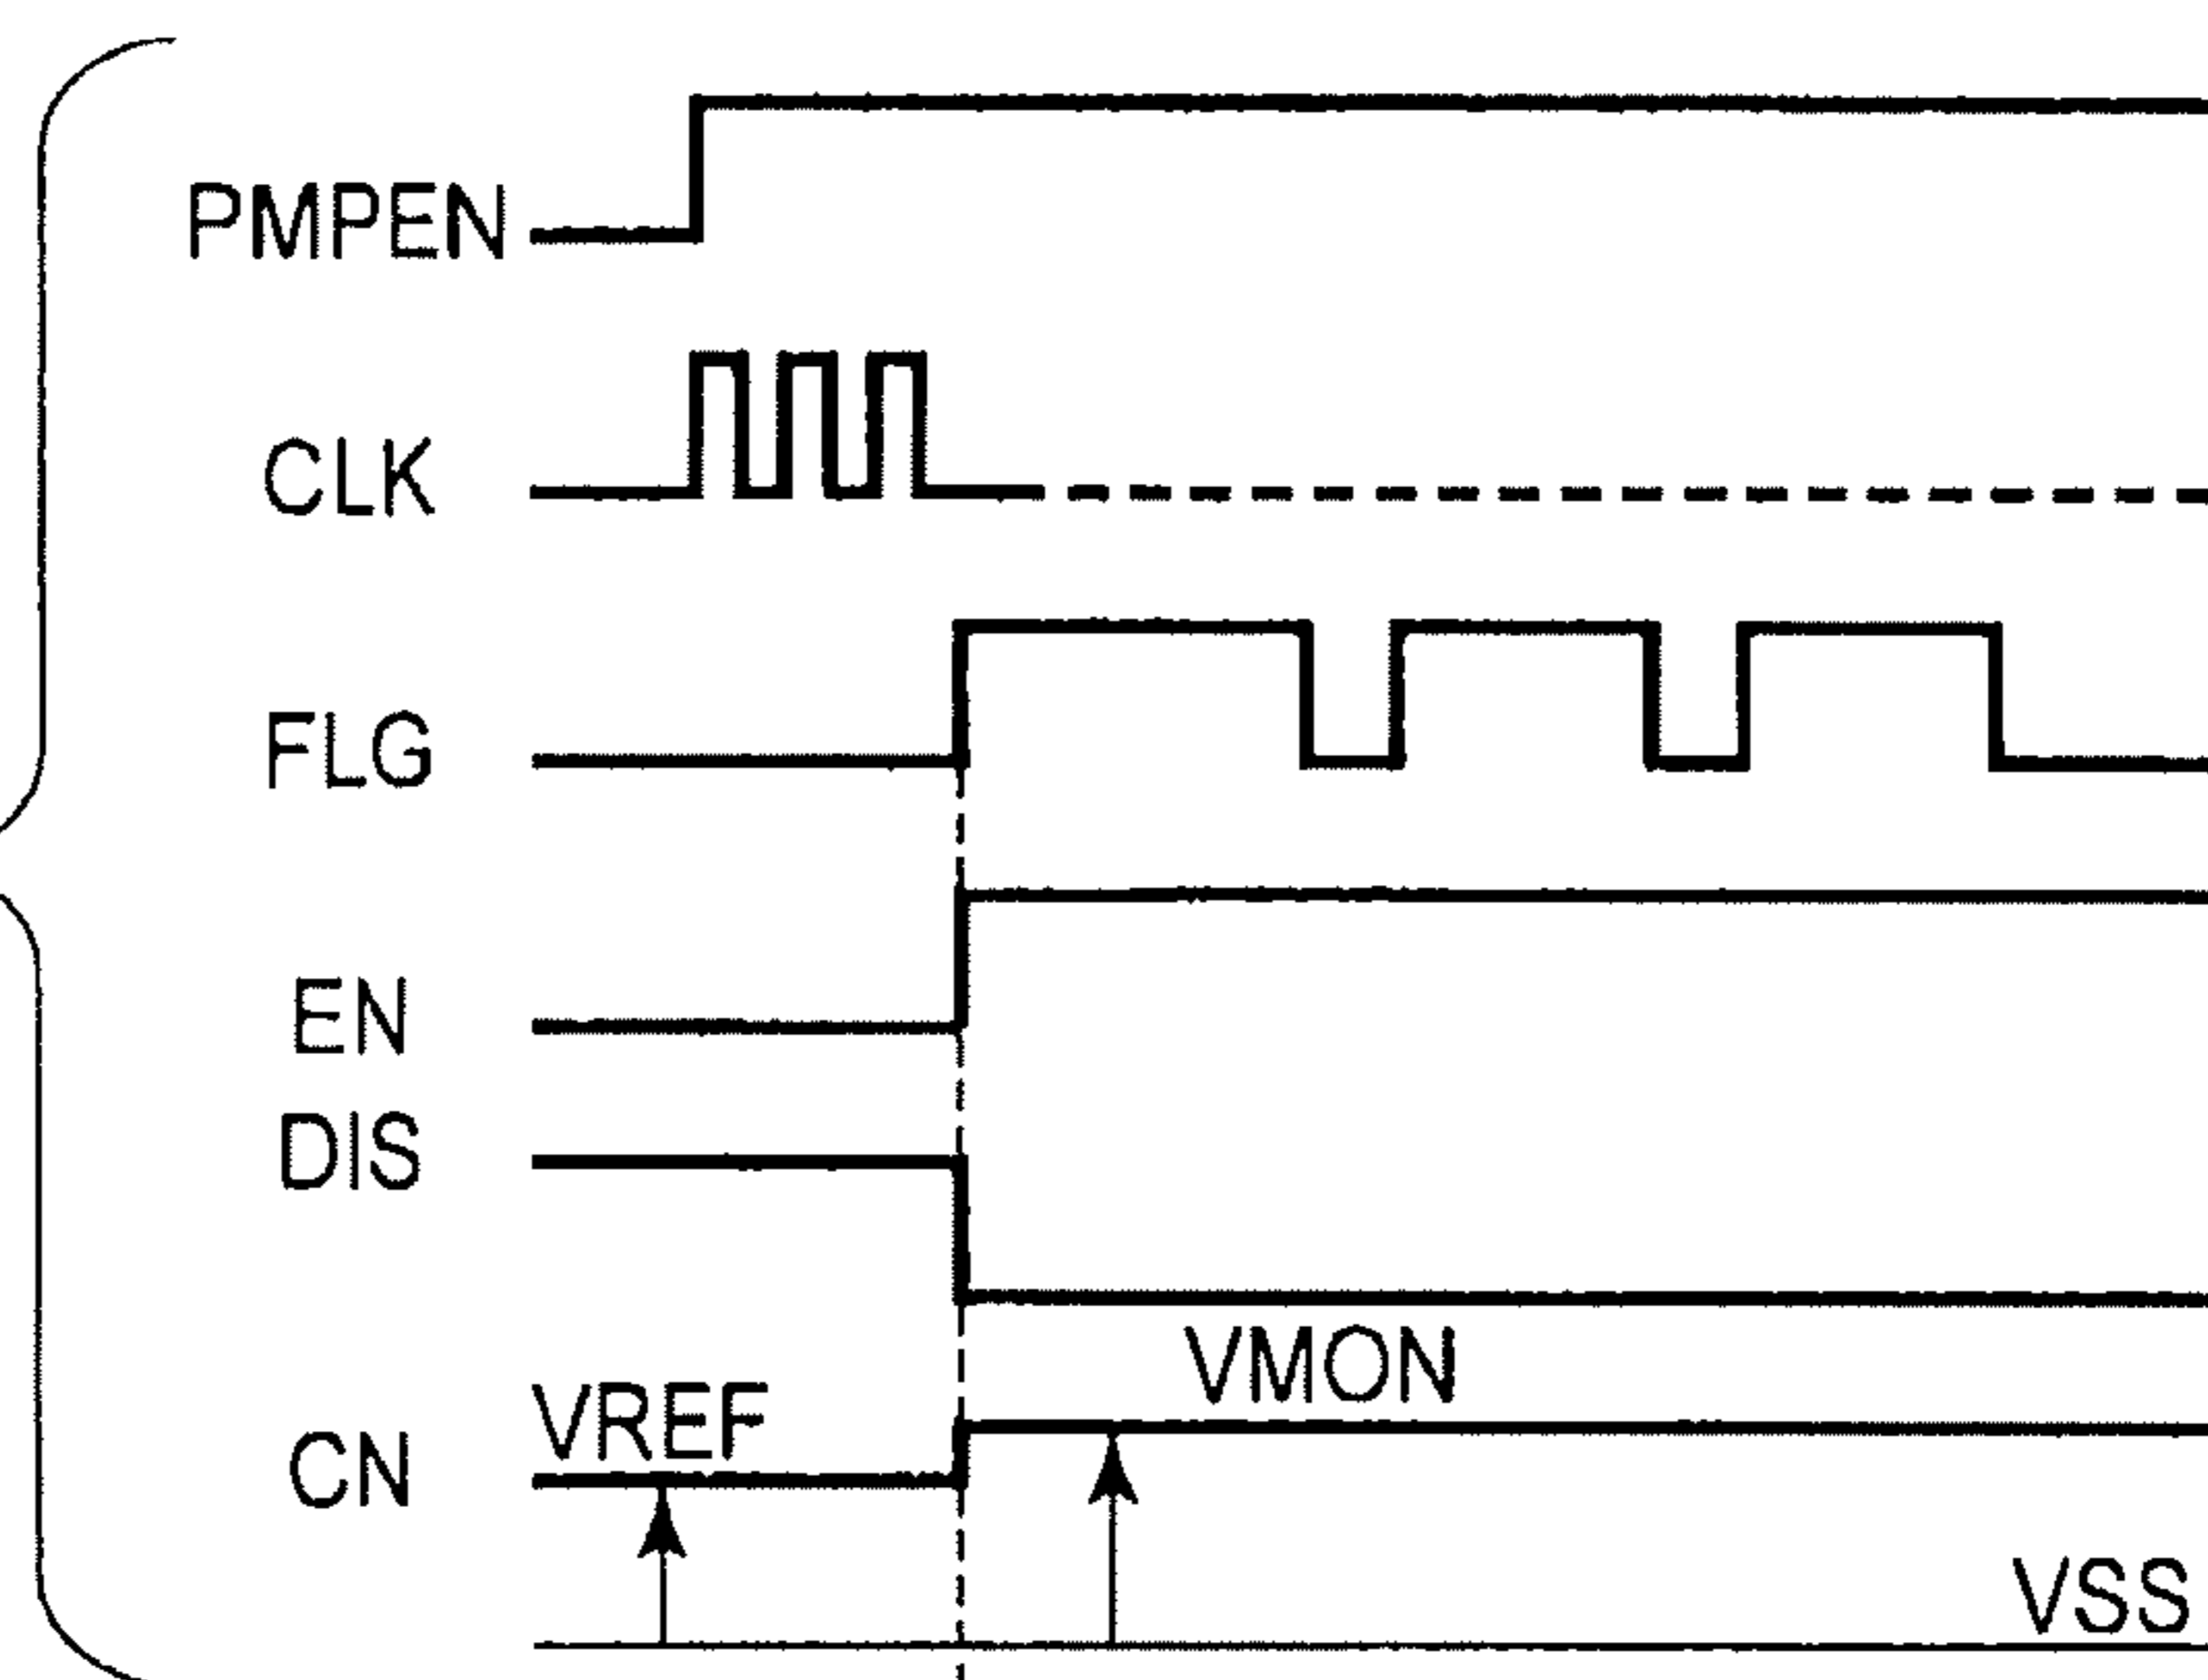 PMPEN
CLK
FLG
EN
DIS
VMON
VREF
CN
VSS